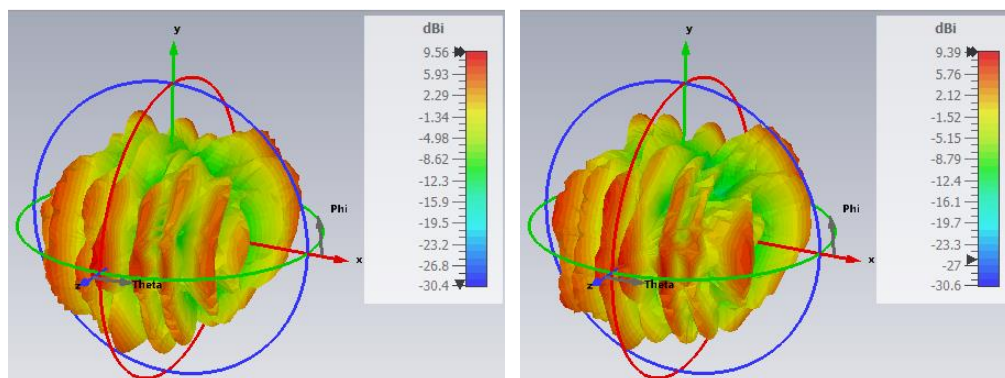 dBi
9.56
5.93
2.29
-1.34
-4.98
-8.62
-12.3
-15.9
-19.5
-23.2
-26.8
-30.4
y
Phi
x
z
Theta
dBi
9.39
5.76
2.12
-1.52
-5.15
-8.79
-12.4
-16.1
-19.7
-23.3
-27
-30.6
y
Phi
x
z
Theta